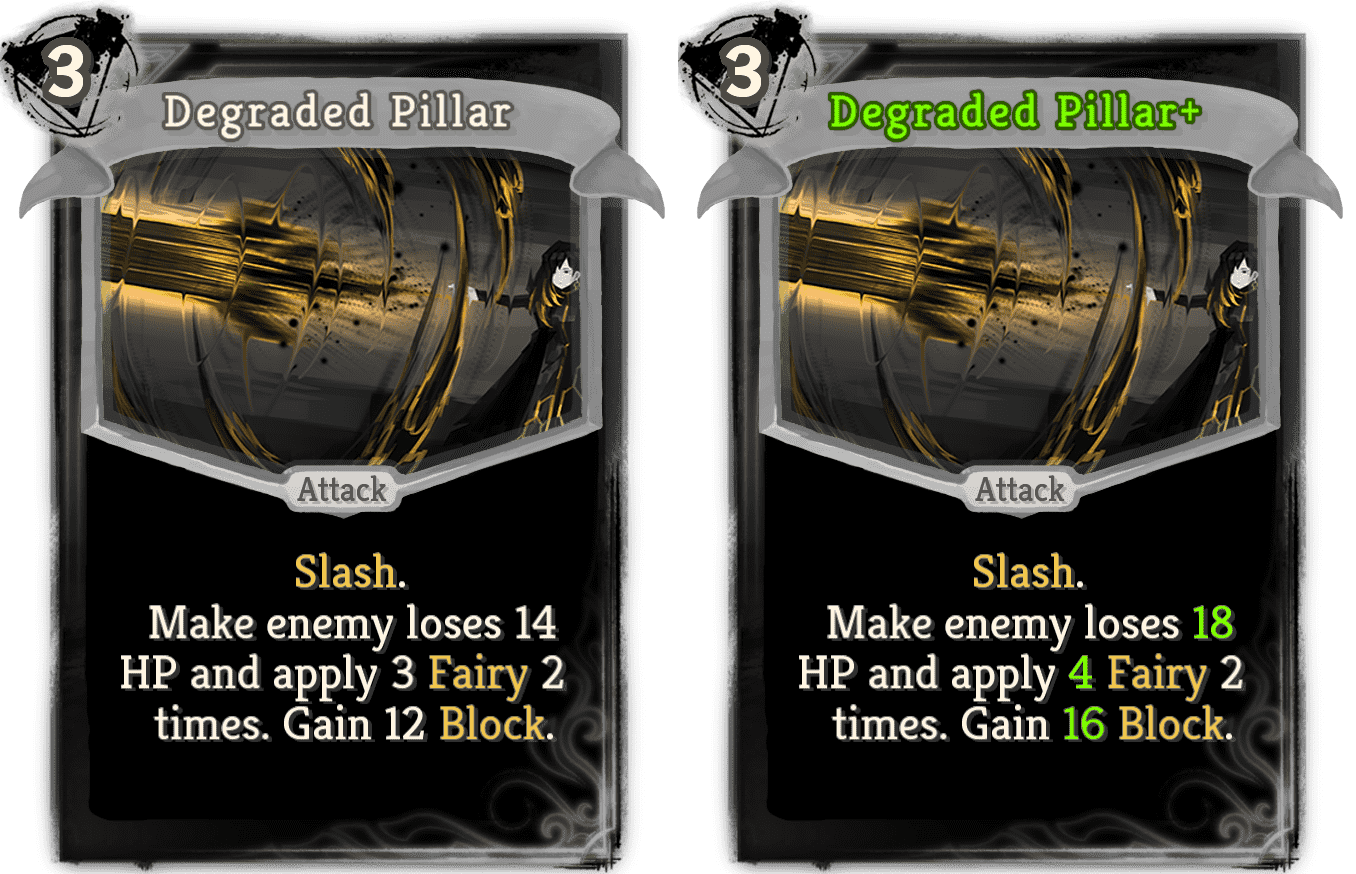 3
Degraded Pillar
Attack
Slash.
Make enemy loses 14
HP and apply 3 Fairy 2
times. Gain 12 Block.
3
Degraded Pillar+
Attack
Slash.
Make enemy loses 18
HP and apply 4 Fairy 2
times. Gain 16 Block.